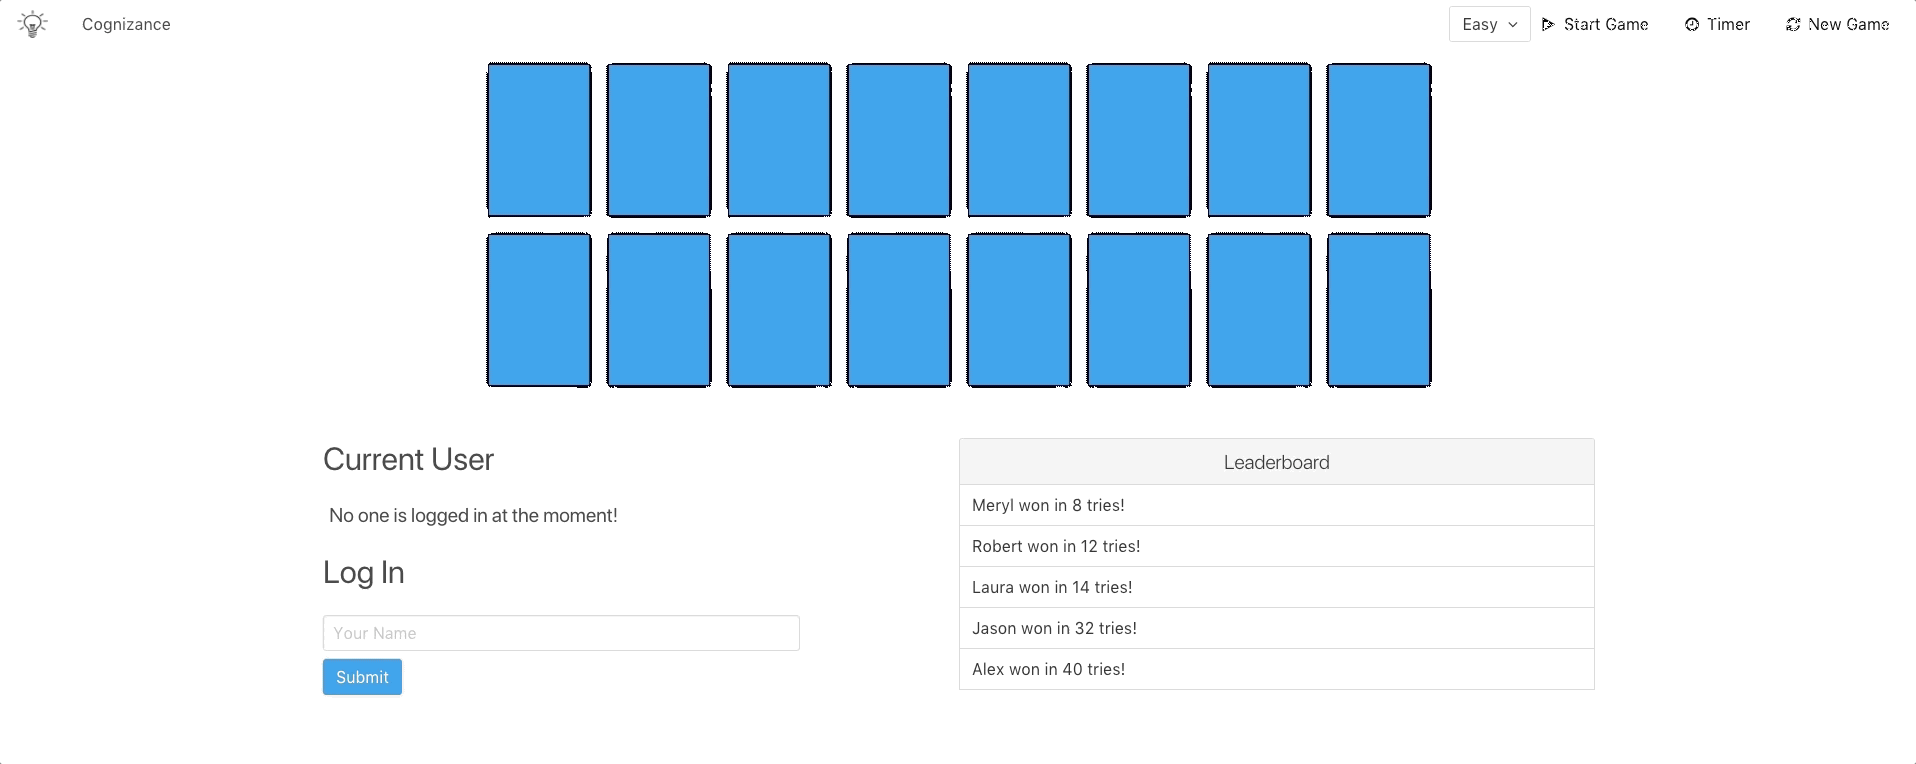 Cognizance
Easy Start Game Timer New Game
Current User
No one is logged in at the moment!
Log In
Your Name
Submit
Leaderboard
Meryl won in 8 tries!
Robert won in 12 tries!
Laura won in 14 tries!
Jason won in 32 tries!
Alex won in 40 tries!